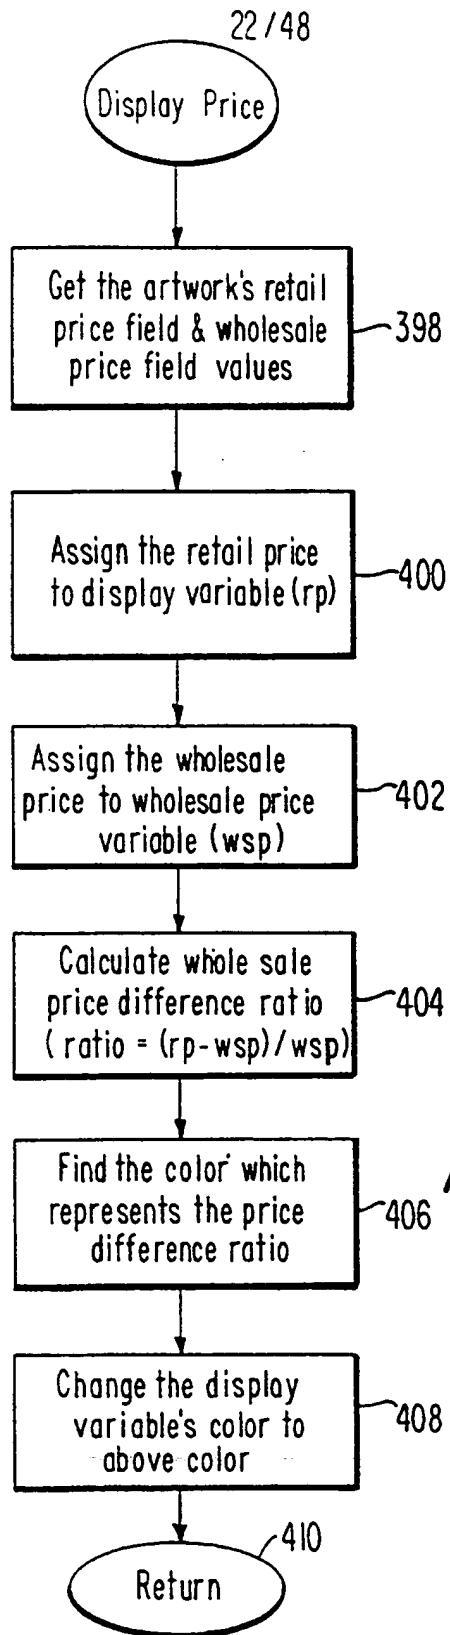 22/48
Display Price
Get the artwork's retail
price field & wholesale
price field values
398
Assign the retail price
to display variable (rp)
400
Assign the wholesale
price to wholesale price
variable (wsp)
402
Calculate whole sale
price difference ratio
( ratio = (rp-wsp)/wsp)
404
Find the color which
represents the price
difference ratio
406
Change the display
variable's color to
above color
408
410
Return